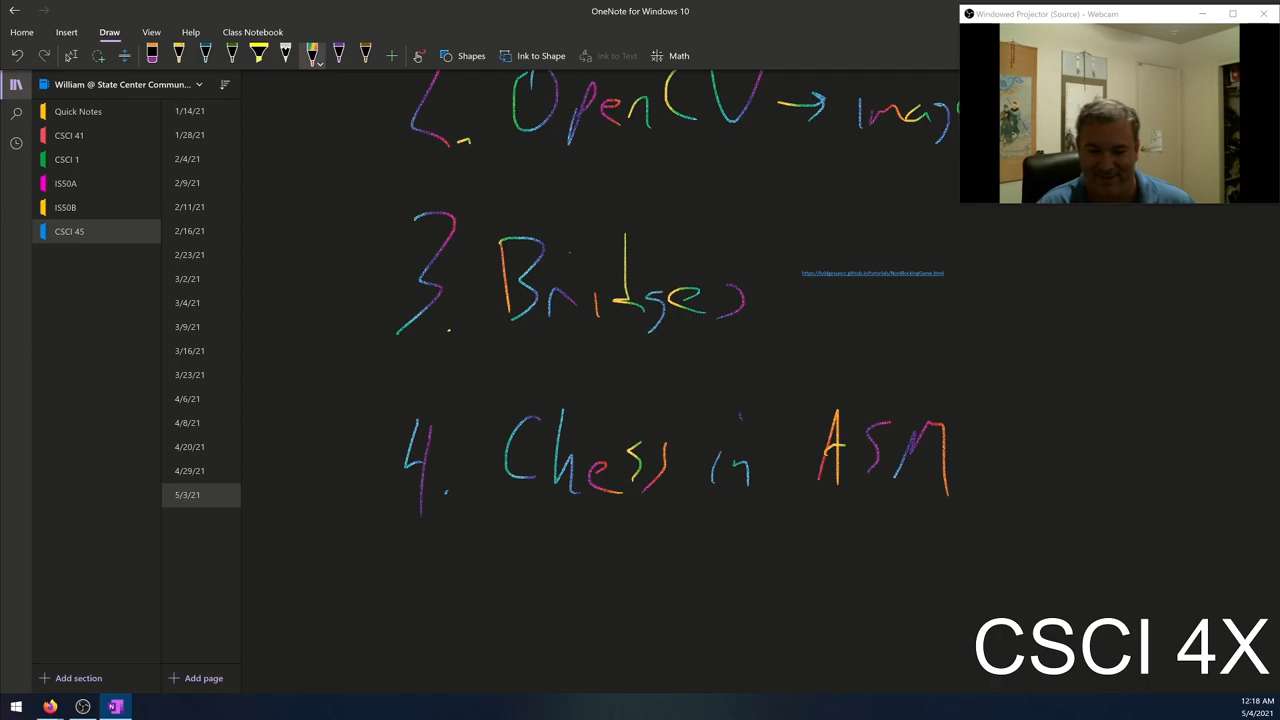 OneNote for Windows 10
Windowed Projector (Source) - Webcam
Insert Draw View Help Class Notebook
Shapes Ink to Shape Ink to Text Math
William @ State Center Commun...
Quick Notes
CSCI 41
CSCI 1
IS50A
IS50B
CSCI 45
1/14/21
1/28/21
2/4/21
2/9/21
2/11/21
2/16/21
2/23/21
3/2/21
3/4/21
3/9/21
3/16/21
3/23/21
4/6/21
4/8/21
4/20/21
4/29/21
5/3/21
2. OpenCV →
3. Bridges
4. Chess in ASM
Add section
Add page
CSCI 4X
12:18 AM
5/4/2021